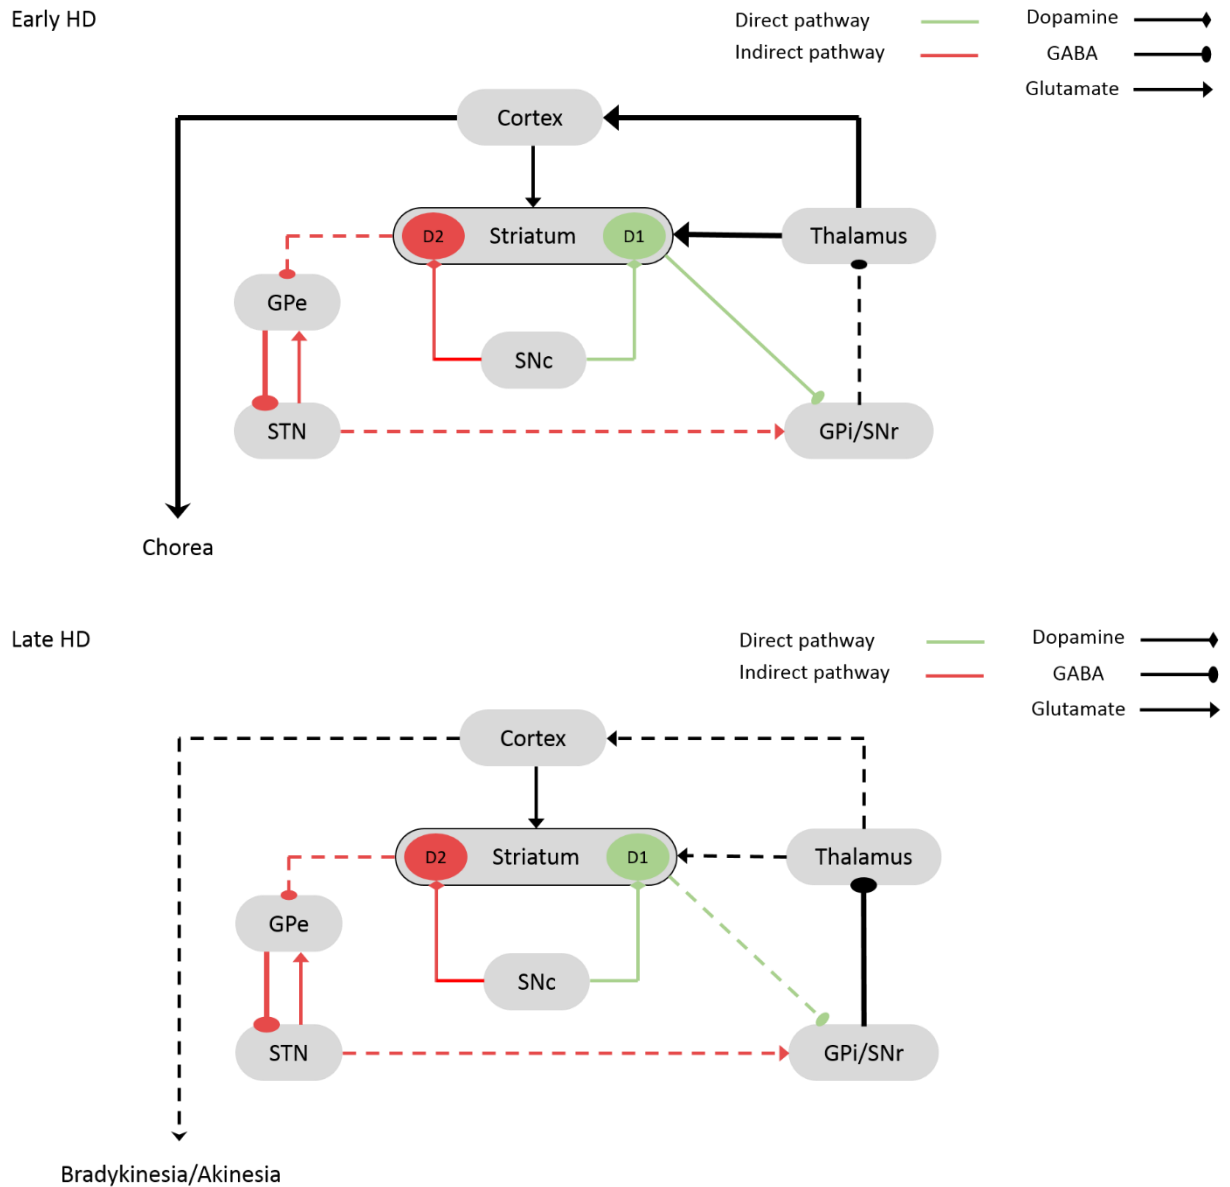 Early HD
Direct pathway
Dopamine
Indirect pathway
GABA
Glutamate
Cortex
D2
Striatum
D1
Thalamus
GPe
SNc
STN
GPi/SNr
Chorea
Late HD
Direct pathway
Dopamine
Indirect pathway
GABA
Glutamate
Cortex
D2
Striatum
D1
Thalamus
GPe
SNc
STN
GPi/SNr
Bradykinesia/Akinesia